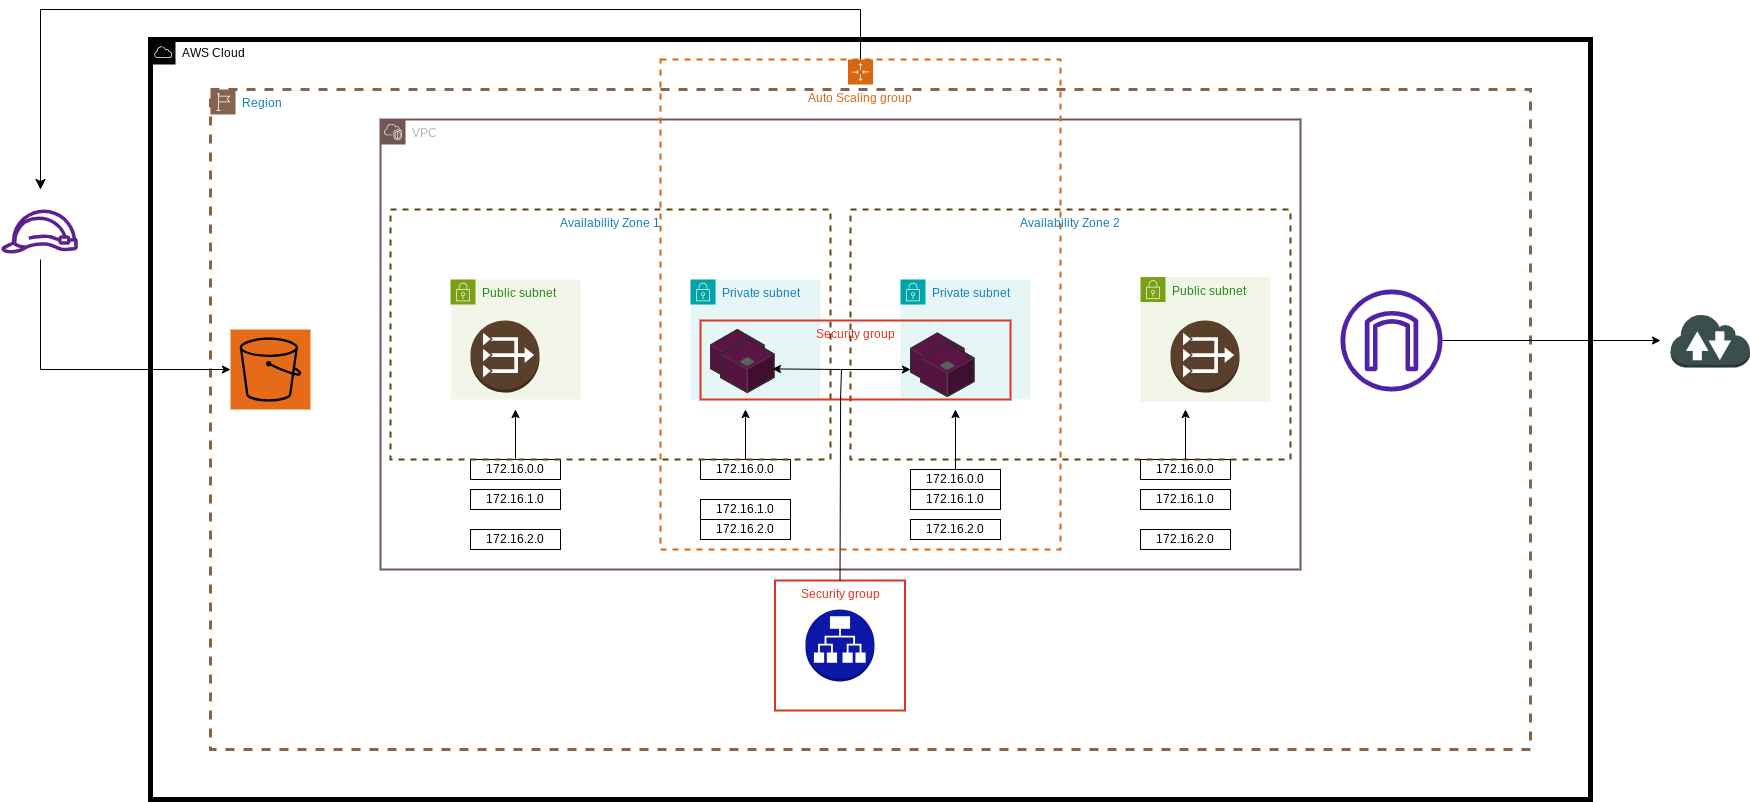 AWS Cloud
Auto Scaling group
Region
VPC
Availability Zone 1
Availability Zone 2
Public subnet
Private subnet
Private subnet
Public subnet
Security group
172.16.0.0
172.16.0.0
172.16.0.0
172.16.0.0
172.16.1.0
172.16.1.0
172.16.1.0
172.16.1.0
172.16.2.0
172.16.2.0
172.16.2.0
172.16.2.0
Security group